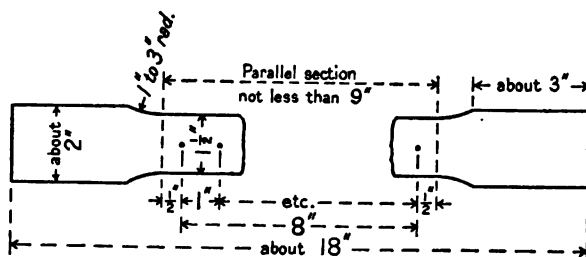 1" to 3" rad.
Parallel section
not less than 9"
about 3"
about 2"
1½"
½"
1"
etc.
½"
8"
about 18"